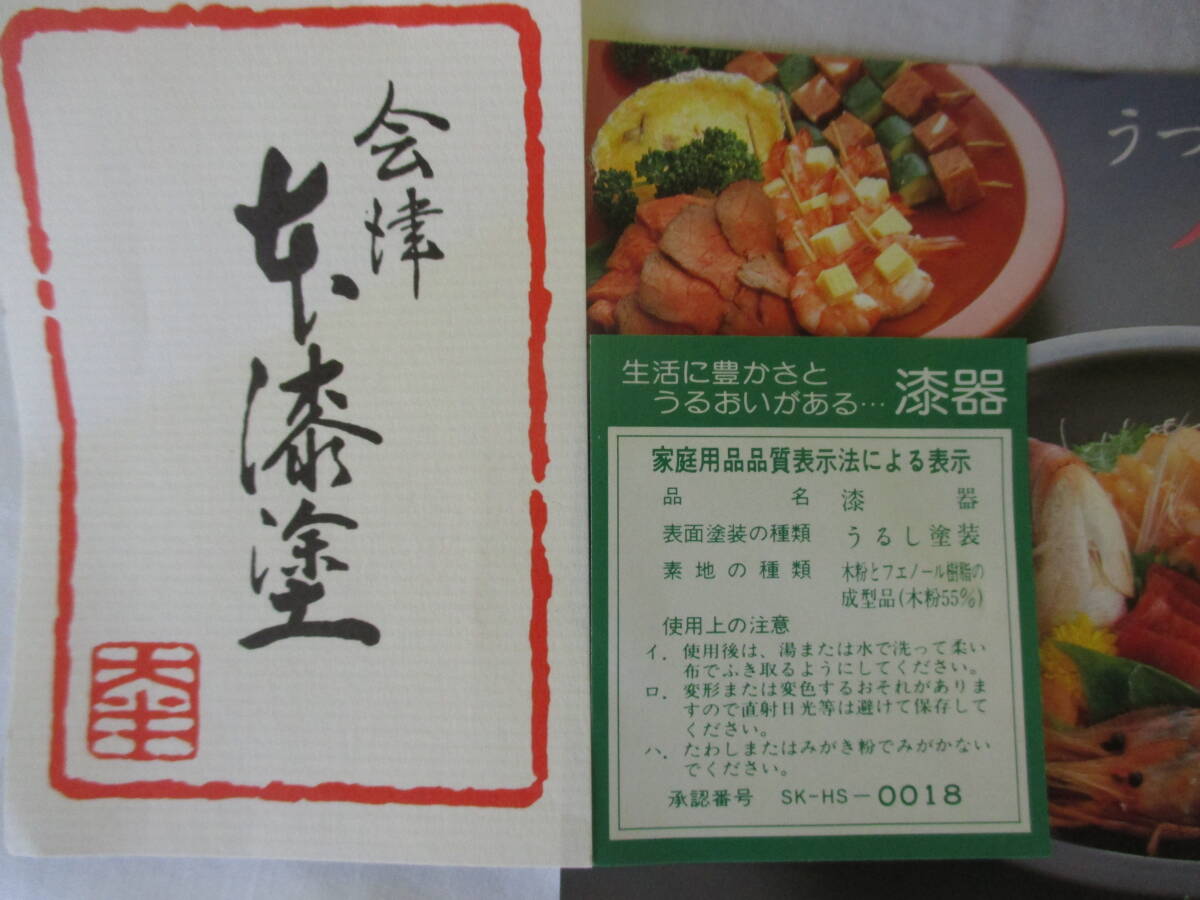 会津
本漆塗
うつ
生活に豊かさと
うるおいがある… 漆器
家庭用品品質表示法による表示
品名 漆器
表面塗装の種類 うるし塗装
素地の種類 木粉とフエノール樹脂の
成型品(木粉55%)
使用上の注意
イ. 使用後は、湯または水で洗って柔い
布でふき取るようにしてください。
ロ. 変形または変色するおそれがありま
すので直射日光等は避けて保存して
ください。
ハ. たわしまたはみがき粉でみがかない
でください。
承認番号 SK-HS-0018